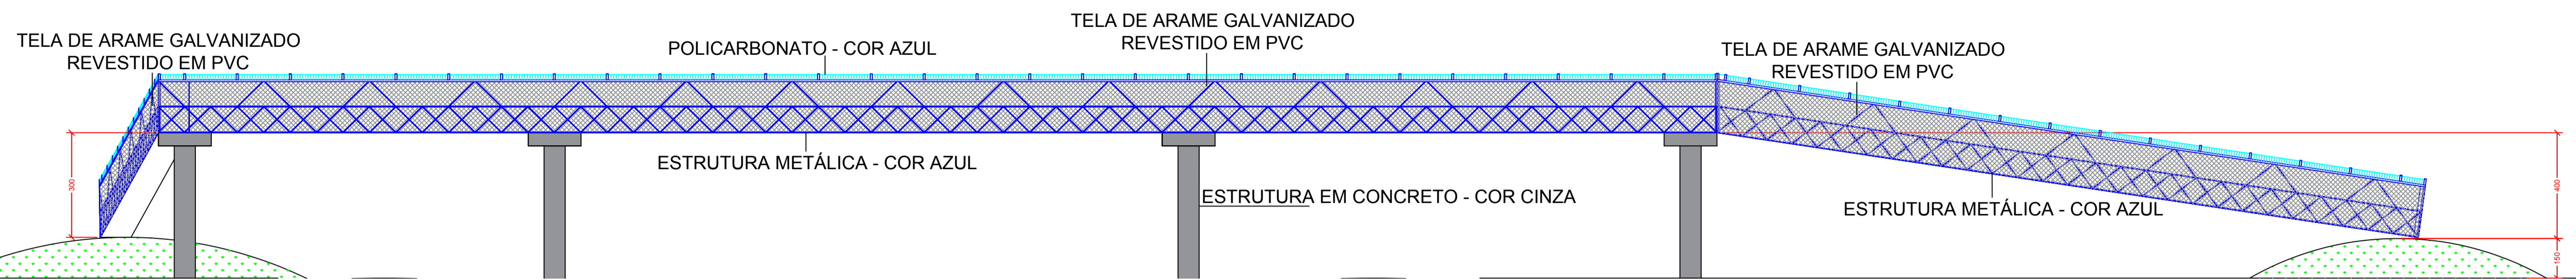 TELA DE ARAME GALVANIZADO
REVESTIDO EM PVC
POLICARBONATO - COR AZUL
TELA DE ARAME GALVANIZADO
REVESTIDO EM PVC
TELA DE ARAME GALVANIZADO
REVESTIDO EM PVC
ESTRUTURA METÁLICA - COR AZUL
ESTRUTURA EM CONCRETO - COR CINZA
ESTRUTURA METÁLICA - COR AZUL
300
400
150